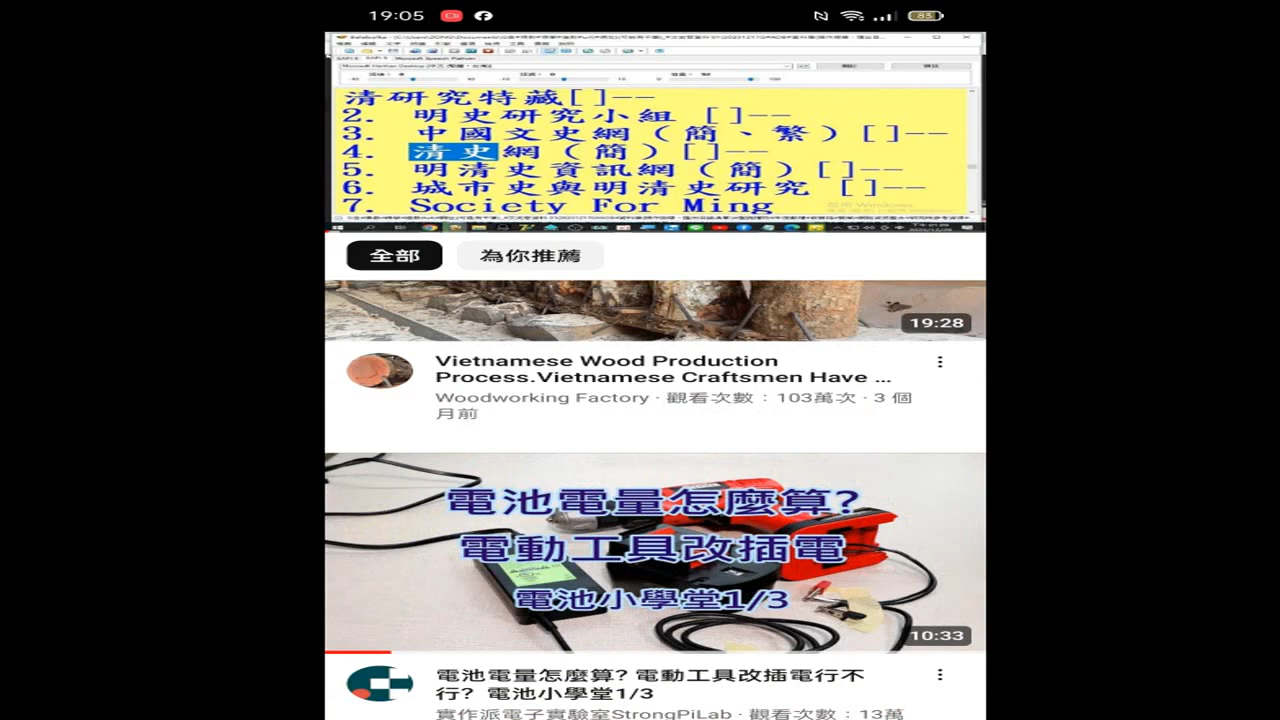 19:05
83
清研究特藏[]--
2. 明史研究小組 []--
3. 中國文史網（簡、繁）[]--
4. 清史網（簡）[]--
5. 明清史資訊網（簡）[]--
6. 城市史與明清史研究 []--
7. Society For Ming
全部
為你推薦
19:28
Vietnamese Wood Production
Process.Vietnamese Craftsmen Have ...
Woodworking Factory · 觀看次數：103萬次 · 3 個
月前
電池電量怎麼算?
電動工具改插電
電池小學堂1/3
10:33
電池電量怎麼算? 電動工具改插電行不
行? 電池小學堂1/3
實作派電子實驗室StrongPiLab · 觀看次數：13萬